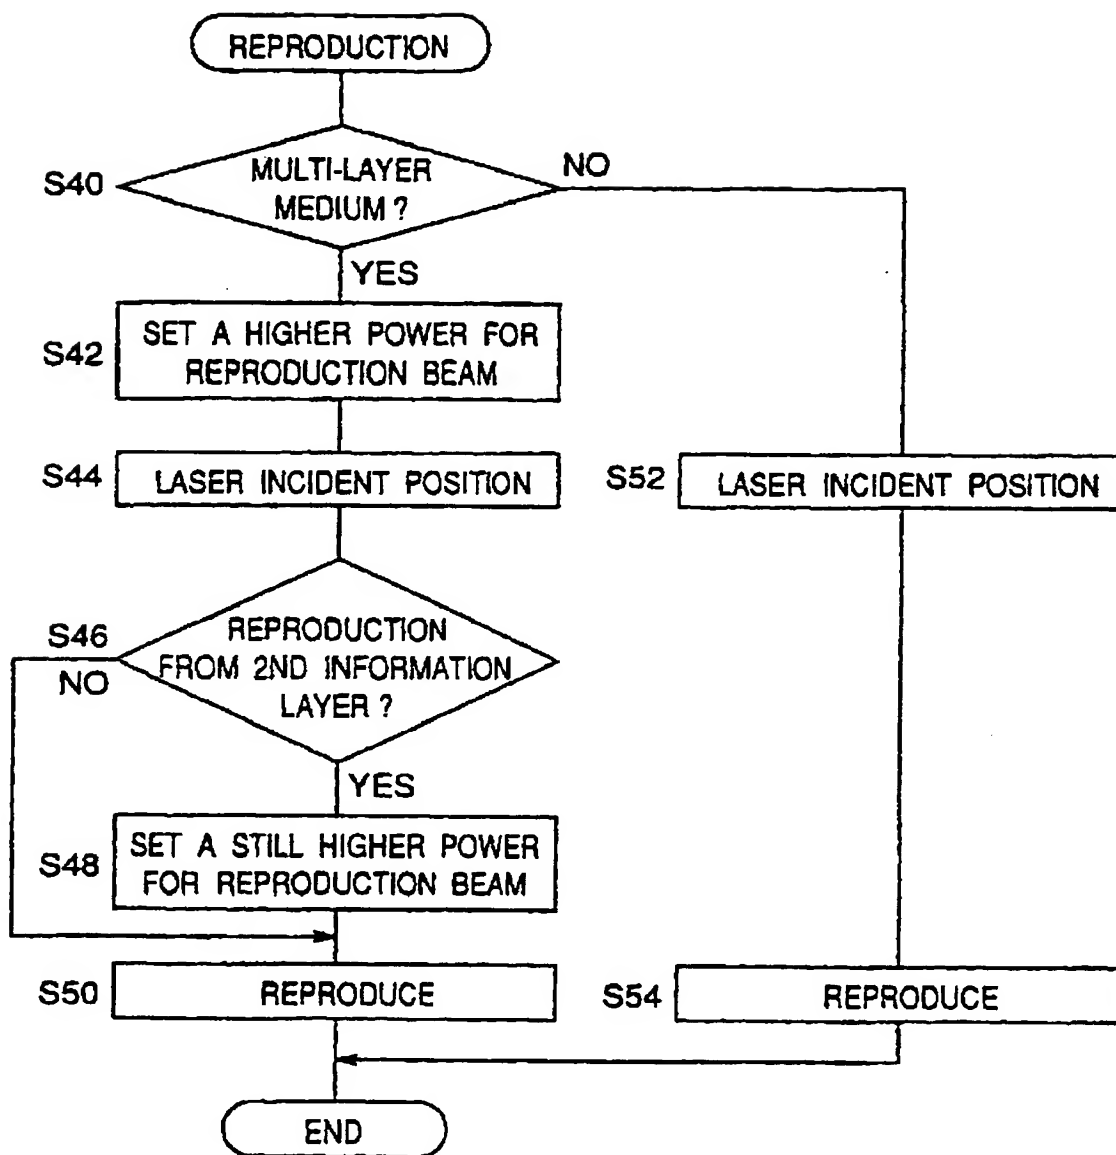 REPRODUCTION
S40
MULTI-LAYER
MEDIUM ?
NO
YES
S42
SET A HIGHER POWER FOR
REPRODUCTION BEAM
S44
LASER INCIDENT POSITION
S52
LASER INCIDENT POSITION
S46
NO
REPRODUCTION
FROM 2ND INFORMATION
LAYER ?
YES
S48
SET A STILL HIGHER POWER
FOR REPRODUCTION BEAM
S50
REPRODUCE
S54
REPRODUCE
END